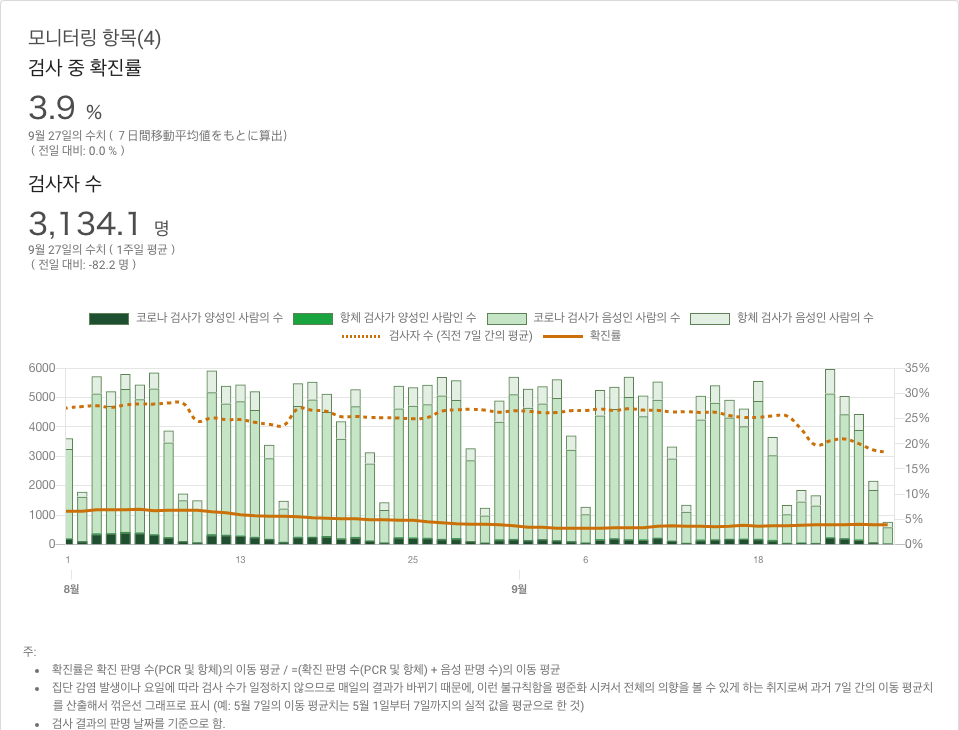 모니터링 항목(4)
검사 중 확진률
3.9 %
9월 27일의 수치 ( ７日間移動平均値をもとに算出)
( 전일 대비: 0.0 % )
검사자 수
3,134.1 명
9월 27일의 수치 ( 1주일 평균 )
( 전일 대비: -82.2 명 )
코로나 검사가 양성인 사람의 수 항체 검사가 양성인 사람인 수 코로나 검사가 음성인 사람의 수 항체 검사가 음성인 사람의 수
검사자 수 (직전 7일 간의 평균) 확진률
6000 35%
5000 30%
4000 25%
3000 20%
2000 15%
1000 10%
0 5%
0%
1 13 25 6 18
8월 9월
주:
• 확진률은 확진 판명 수(PCR 및 항체)의 이동 평균 / =(확진 판명 수(PCR 및 항체) + 음성 판명 수)의 이동 평균
• 집단 감염 발생이나 요일에 따라 검사 수가 일정하지 않으므로 매일의 결과가 바뀌기 때문에, 이런 불규칙함을 평준화 시켜서 전체의 의향을 볼 수 있게 하는 취지로써 과거 7일 간의 이동 평균치
를 산출해서 꺾은선 그래프로 표시 (예: 5월 7일의 이동 평균치는 5월 1일부터 7일까지의 실적 값을 평균으로 한 것)
• 검사 결과의 판명 날짜를 기준으로 함.